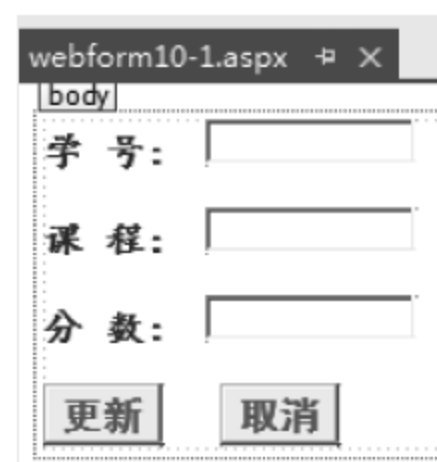 webform10-1.aspx
body
学 号:
课 程:
分 数:
更新 取消